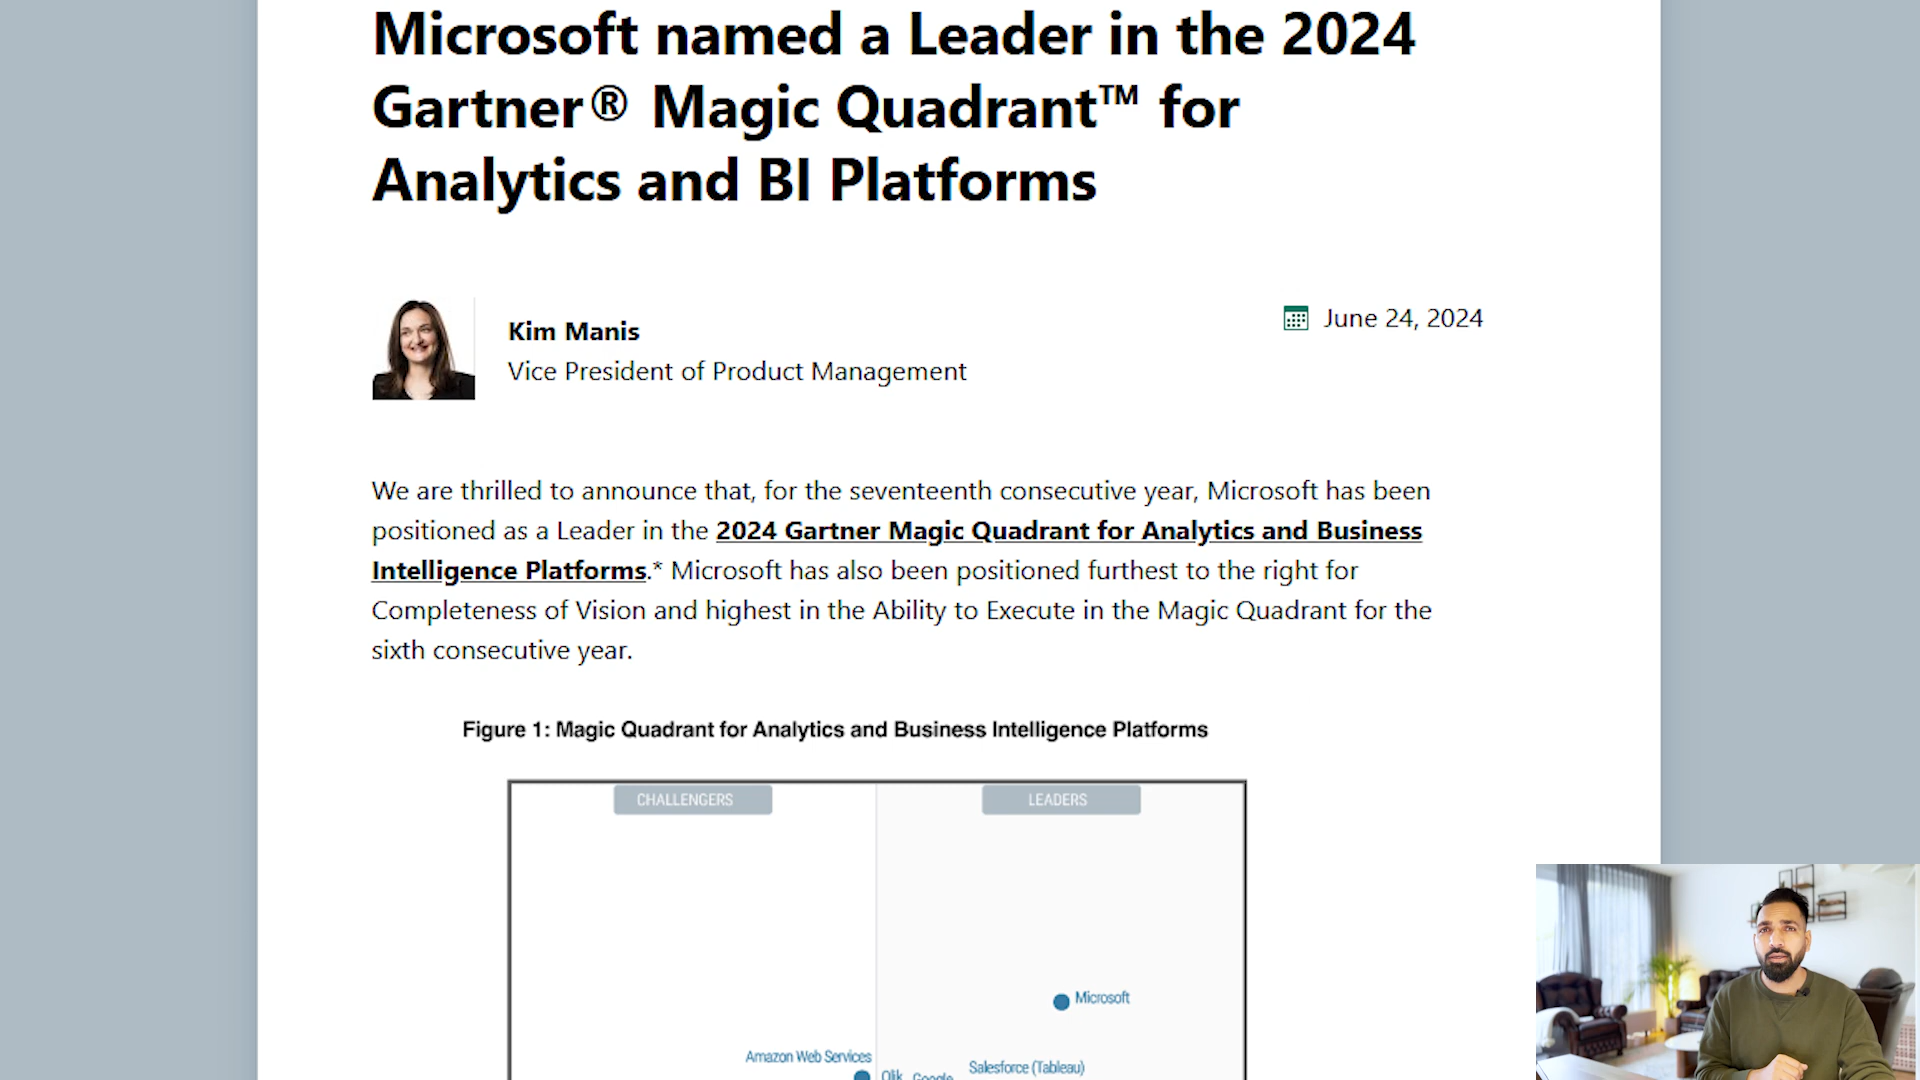 Microsoft named a Leader in the 2024
Gartner® Magic Quadrant™ for
Analytics and BI Platforms
Kim Manis
Vice President of Product Management
June 24, 2024
We are thrilled to announce that, for the seventeenth consecutive year, Microsoft has been
positioned as a Leader in the 2024 Gartner Magic Quadrant for Analytics and Business
Intelligence Platforms.* Microsoft has also been positioned furthest to the right for
Completeness of Vision and highest in the Ability to Execute in the Magic Quadrant for the
sixth consecutive year.
Figure 1: Magic Quadrant for Analytics and Business Intelligence Platforms
CHALLENGERS
LEADERS
Microsoft
Amazon Web Services
Salesforce (Tableau)
Qlik
Google